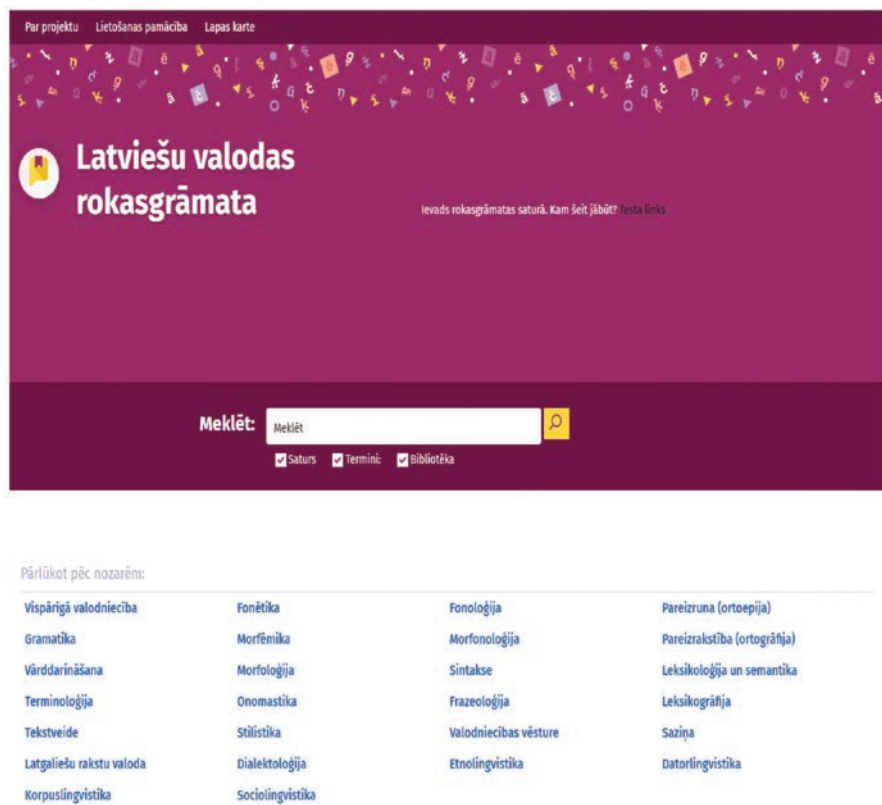 Par projektu Lietošanas pamācība Lapas karte
Latviešu valodas
rokasgrāmata
Ievads rokasgrāmatas saturā. Kam šeit jābūt? Testa links
Meklēt: Meklēt
Saturs Termini: Bibliotēka
Pārlūkot pēc nozarēm:
Vispārīgā valodniecība Fonētika Fonoloģija Pareizruna (ortoepija)
Gramatika Morfēmika Morfonoloģija Pareizrakstība (ortogrāfija)
Vārddarināšana Morfoloģija Sintakse Leksikoloģija un semantika
Terminoloģija Onomastika Frazeoloģija Leksikogrāfija
Tekstveide Stilistika Valodniecības vēsture Saziņa
Latgaliešu rakstu valoda Dialektoloģija Etnolingvistika Datorlingvistika
Korpuslingvistika Sociolingvistika